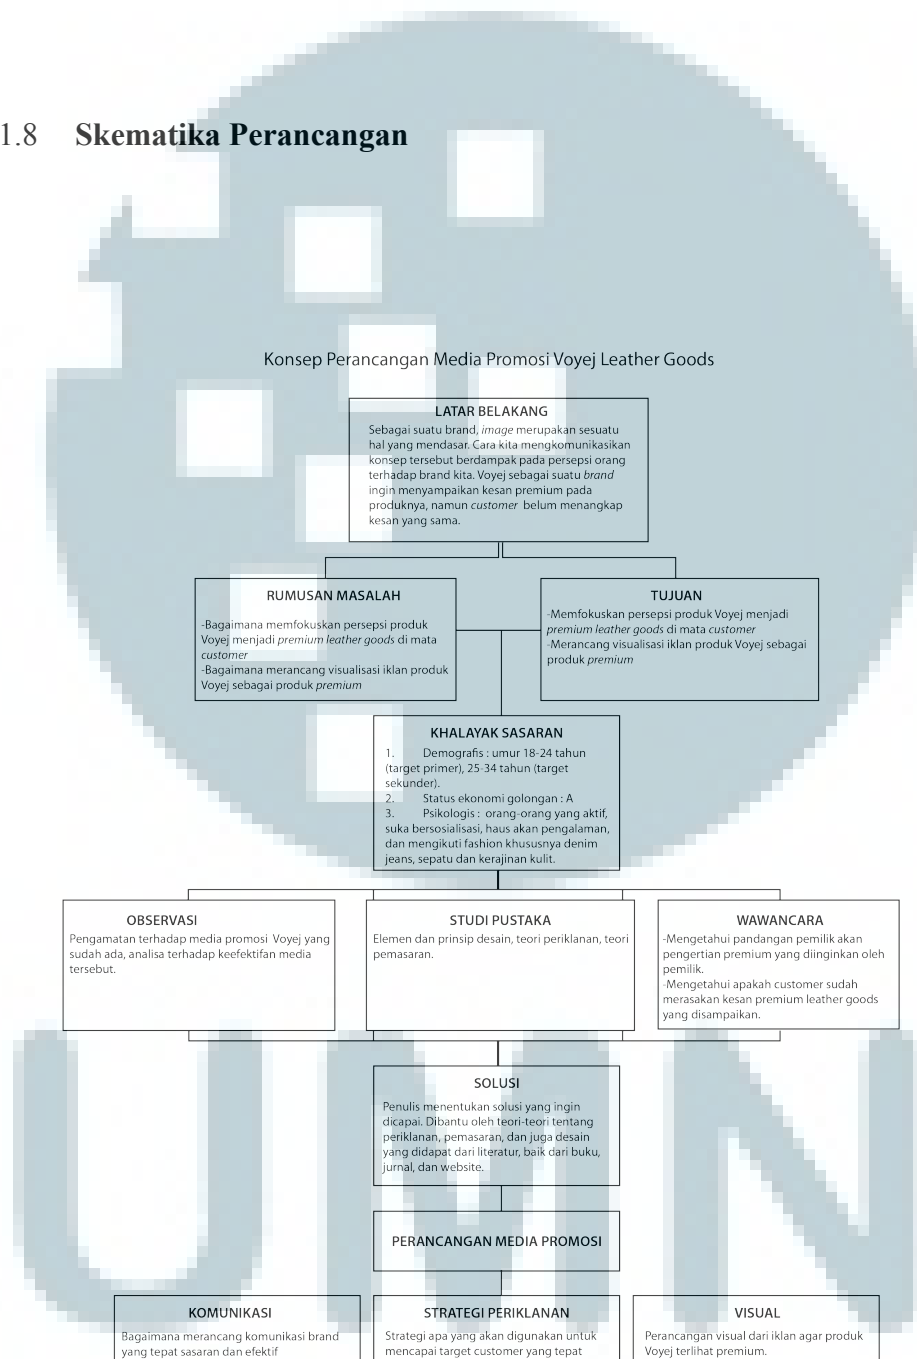 1.8 Skematika Perancangan
Konsep Perancangan Media Promosi Voyej Leather Goods
LATAR BELAKANG
Sebagai suatu brand, image merupakan sesuatu
hal yang mendasar. Cara kita mengkomunikasikan
konsep tersebut berdampak pada persepsi orang
terhadap brand kita. Voyej sebagai suatu brand
ingin menyampaikan kesan premium pada
produknya, namun customer belum menangkap
kesan yang sama.
RUMUSAN MASALAH
-Bagaimana memfokuskan persepsi produk
Voyej menjadi premium leather goods di mata
customer
-Bagaimana merancang visualisasi iklan produk
Voyej sebagai produk premium
TUJUAN
-Memfokuskan persepsi produk Voyej menjadi
premium leather goods di mata customer
-Merancang visualisasi iklan produk Voyej sebagai
produk premium
KHALAYAK SASARAN
1. Demografis : umur 18-24 tahun
(target primer), 25-34 tahun (target
sekunder).
2. Status ekonomi golongan : A
3. Psikologis : orang-orang yang aktif,
suka bersosialisasi, haus akan pengalaman,
dan mengikuti fashion khususnya denim
jeans, sepatu dan kerajinan kulit.
OBSERVASI
Pengamatan terhadap media promosi Voyej yang
sudah ada, analisa terhadap keefektifan media
tersebut.
STUDI PUSTAKA
Elemen dan prinsip desain, teori periklanan, teori
pemasaran.
WAWANCARA
-Mengetahui pandangan pemilik akan
pengertian premium yang diinginkan oleh
pemilik.
-Mengetahui apakah customer sudah
merasakan kesan premium leather goods
yang disampaikan.
SOLUSI
Penulis menentukan solusi yang ingin
dicapai. Dibantu oleh teori-teori tentang
periklanan, pemasaran, dan juga desain
yang didapat dari literatur, baik dari buku,
jurnal, dan website.
PERANCANGAN MEDIA PROMOSI
KOMUNIKASI
Bagaimana merancang komunikasi brand
yang tepat sasaran dan efektif
STRATEGI PERIKLANAN
Strategi apa yang akan digunakan untuk
mencapai target customer yang tepat
VISUAL
Perancangan visual dari iklan agar produk
Voyej terlihat premium.
UMN